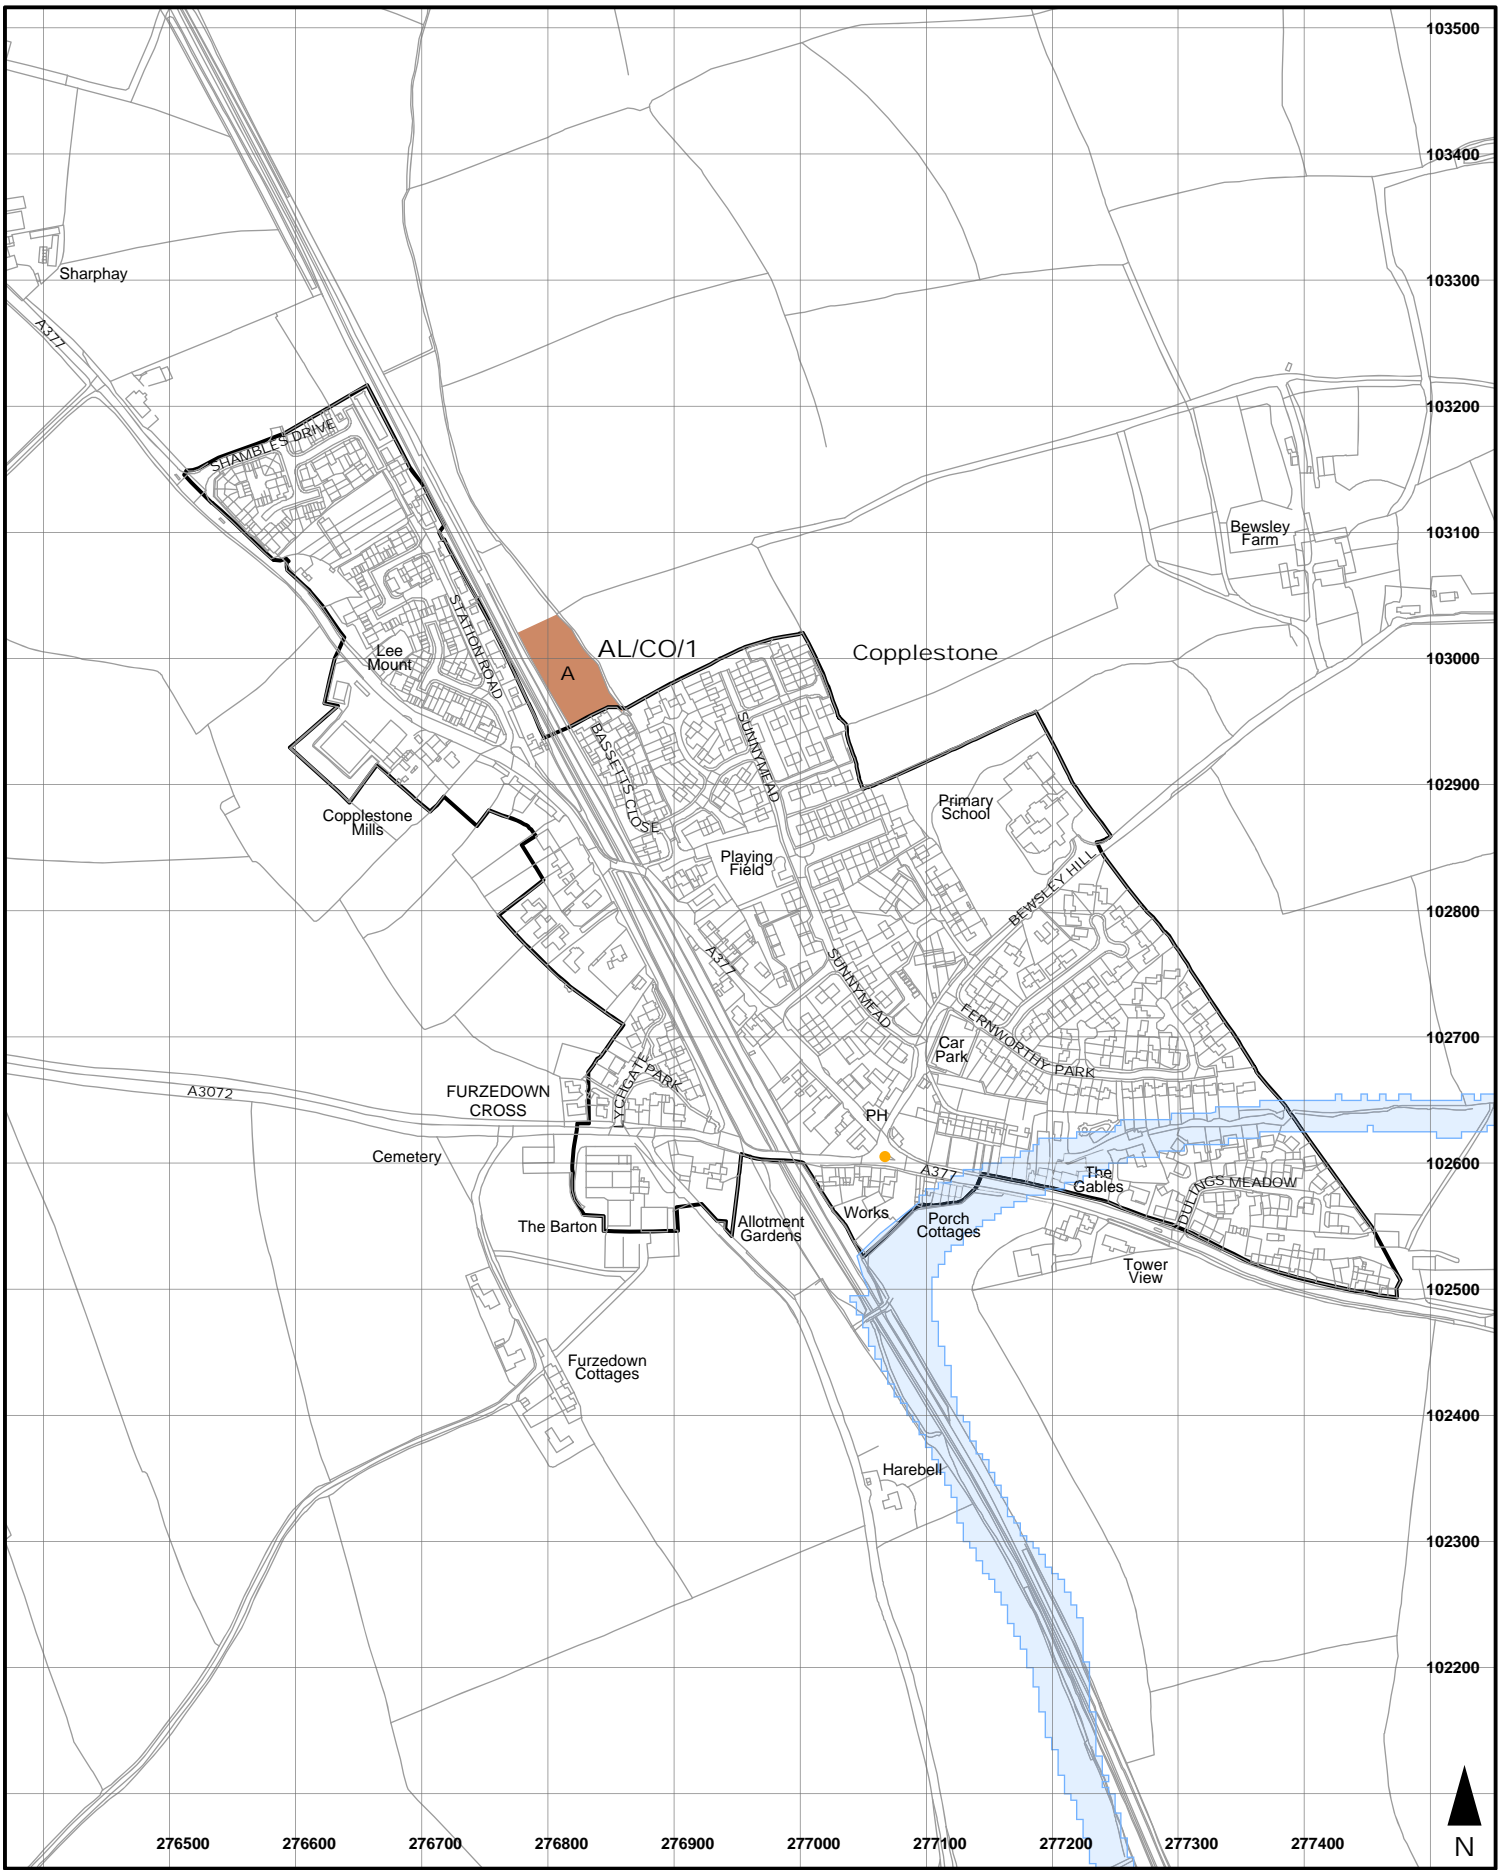 103500
103400
Sharphay
103300
A377
103200
SHAMBLES DRIVE
103100
Bewsley
Farm
STATION ROAD
AL/CO/1
Copplestone
Lee
Mount
103000
A
BASSETTS CLOSE
SUNNYMEAD
102900
Primary
School
Copplestone
Mills
Playing
Field
BEWSLEY HILL
102800
A377
SUNNYMEAD
FERNWORTHY PARK
102700
Car
Park
LYCHGATE
PARK
A3072
FURZEDOWN
CROSS
PH
Cemetery
102600
A377
The
Gables
DULINGS MEADOW
The Barton
Allotment
Gardens
Works
Porch
Cottages
Tower
View
102500
Furzedown
Cottages
102400
Harebell
102300
102200
276500
276600
276700
276800
276900
277000
277100
277200
277300
277400
N